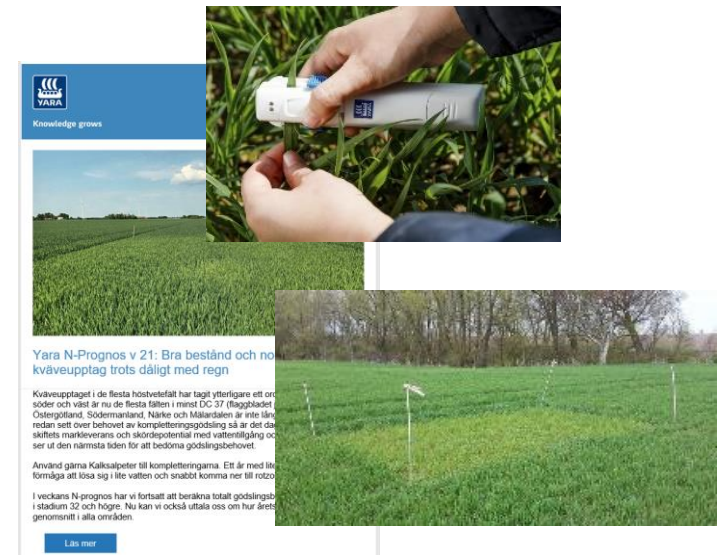 YARA
Knowledge grows
YARA
Yara N-Prognos v 21: Bra bestånd och no
kväveupptag trots dåligt med regn
Kväveupptaget i de flesta höstvetefält har tagit ytterligare ett ord
söder och väst är nu de flesta fälten i minst DC 37 (flaggbladet
Östergötland, Södermanland, Närke och Mälardalen är inte lång
redan sett över behovet av kompletteringsgödsling så är det da
skiftets markleverans och skördepotential med vattentillgång oc
ser ut den närmsta tiden för att bedöma gödslingsbehovet.
Använd gärna Kalksalpeter till kompletteringarna. Ett år med lite
förmåga att lösa sig i lite vatten och snabbt komma ner till rotzo
I veckans N-prognos har vi fortsatt att beräkna totalt gödslingsb
i stadium 32 och högre. Nu kan vi också uttala oss om hur årets
genomsnitt i alla områden.
Läs mer